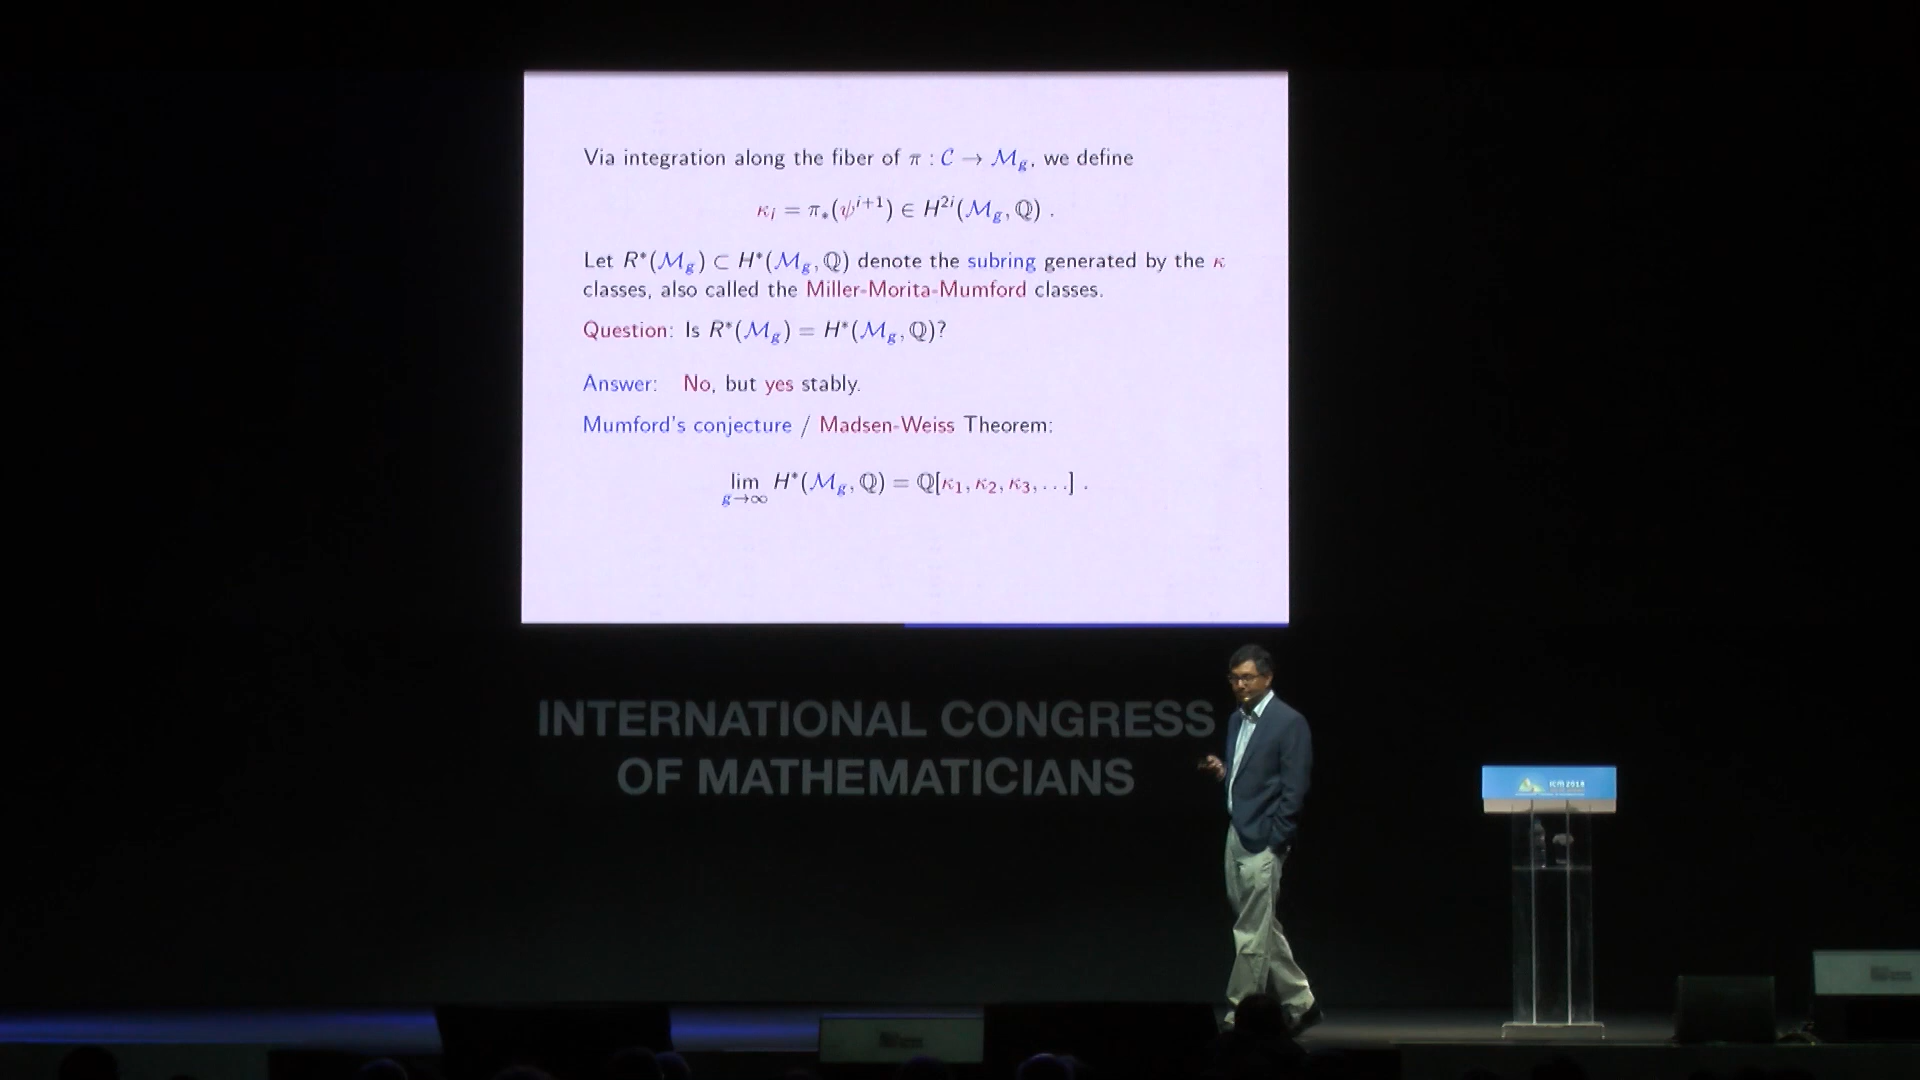 Via integration along the fiber of π : 𝒞 → ℳ_g, we define
κ_i = π_*(ψ^{i+1}) ∈ H^{2i}(ℳ_g, ℚ) .
Let R*(ℳ_g) ⊂ H*(ℳ_g, ℚ) denote the subring generated by the κ
classes, also called the Miller-Morita-Mumford classes.
Question: Is R*(ℳ_g) = H*(ℳ_g, ℚ)?
Answer: No, but yes stably.
Mumford's conjecture / Madsen-Weiss Theorem:
lim_{g→∞} H*(ℳ_g, ℚ) = ℚ[κ_1, κ_2, κ_3, . . .] .
INTERNATIONAL CONGRESS
OF MATHEMATICIANS
ICM 2018